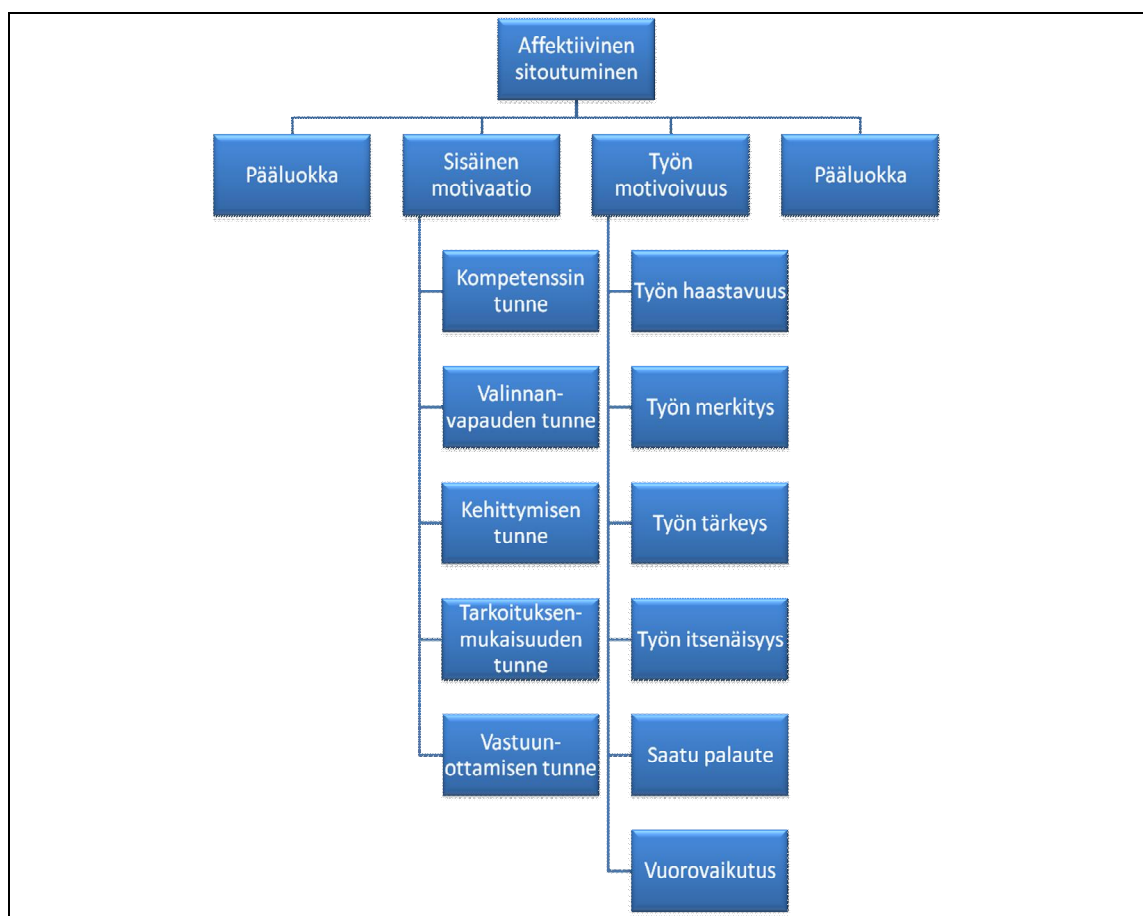 Affektiivinen
sitoutuminen
Pääluokka
Sisäinen
motivaatio
Työn
motivoivuus
Pääluokka
Kompetenssin
tunne
Valinnan-
vapauden tunne
Kehittymisen
tunne
Tarkoituksen-
mukaisuuden
tunne
Vastuun-
ottamisen tunne
Työn haastavuus
Työn merkitys
Työn tärkeys
Työn itsenäisyys
Saatu palaute
Vuorovaikutus